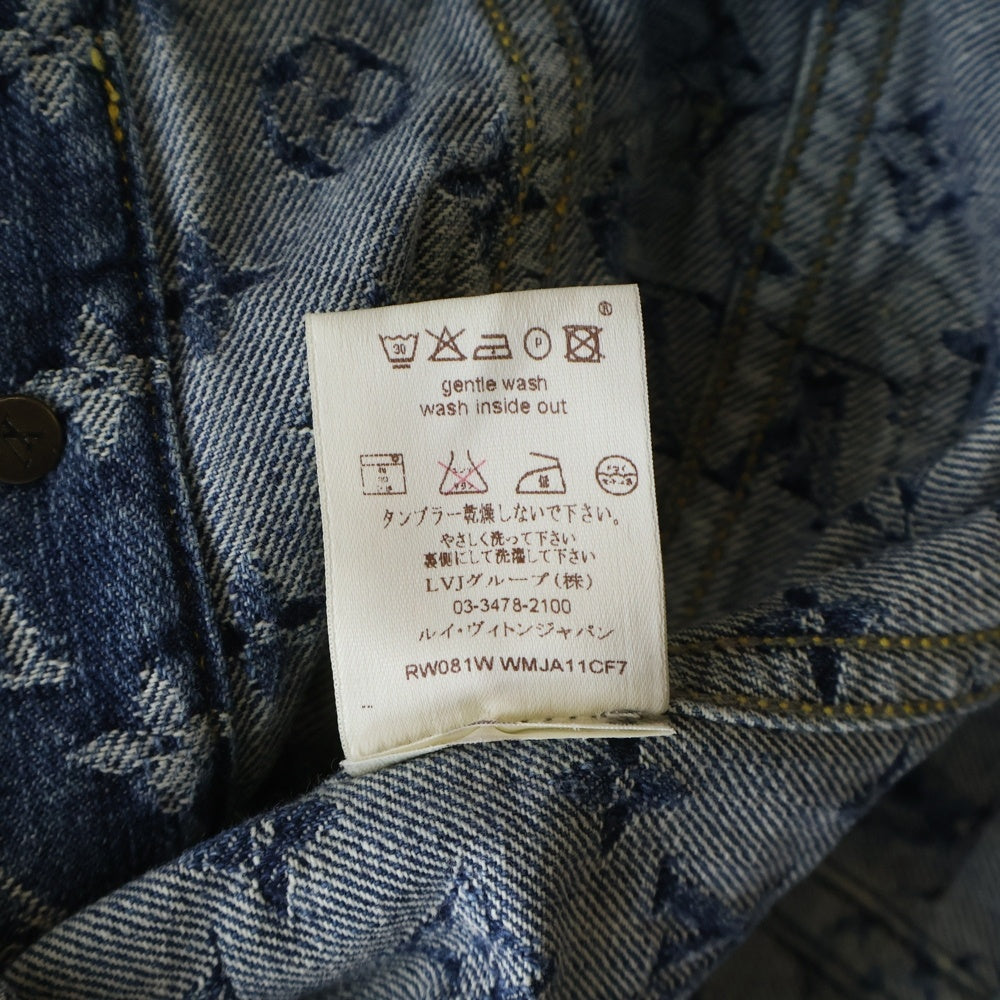 ®
30 P
gentle wash
wash inside out
タンブラー乾燥しないで下さい。
やさしく洗って下さい
裏側にして洗濯して下さい
LVJグループ(株)
03-3478-2100
ルイ・ヴィトンジャパン
RW081W WMJA11CF7